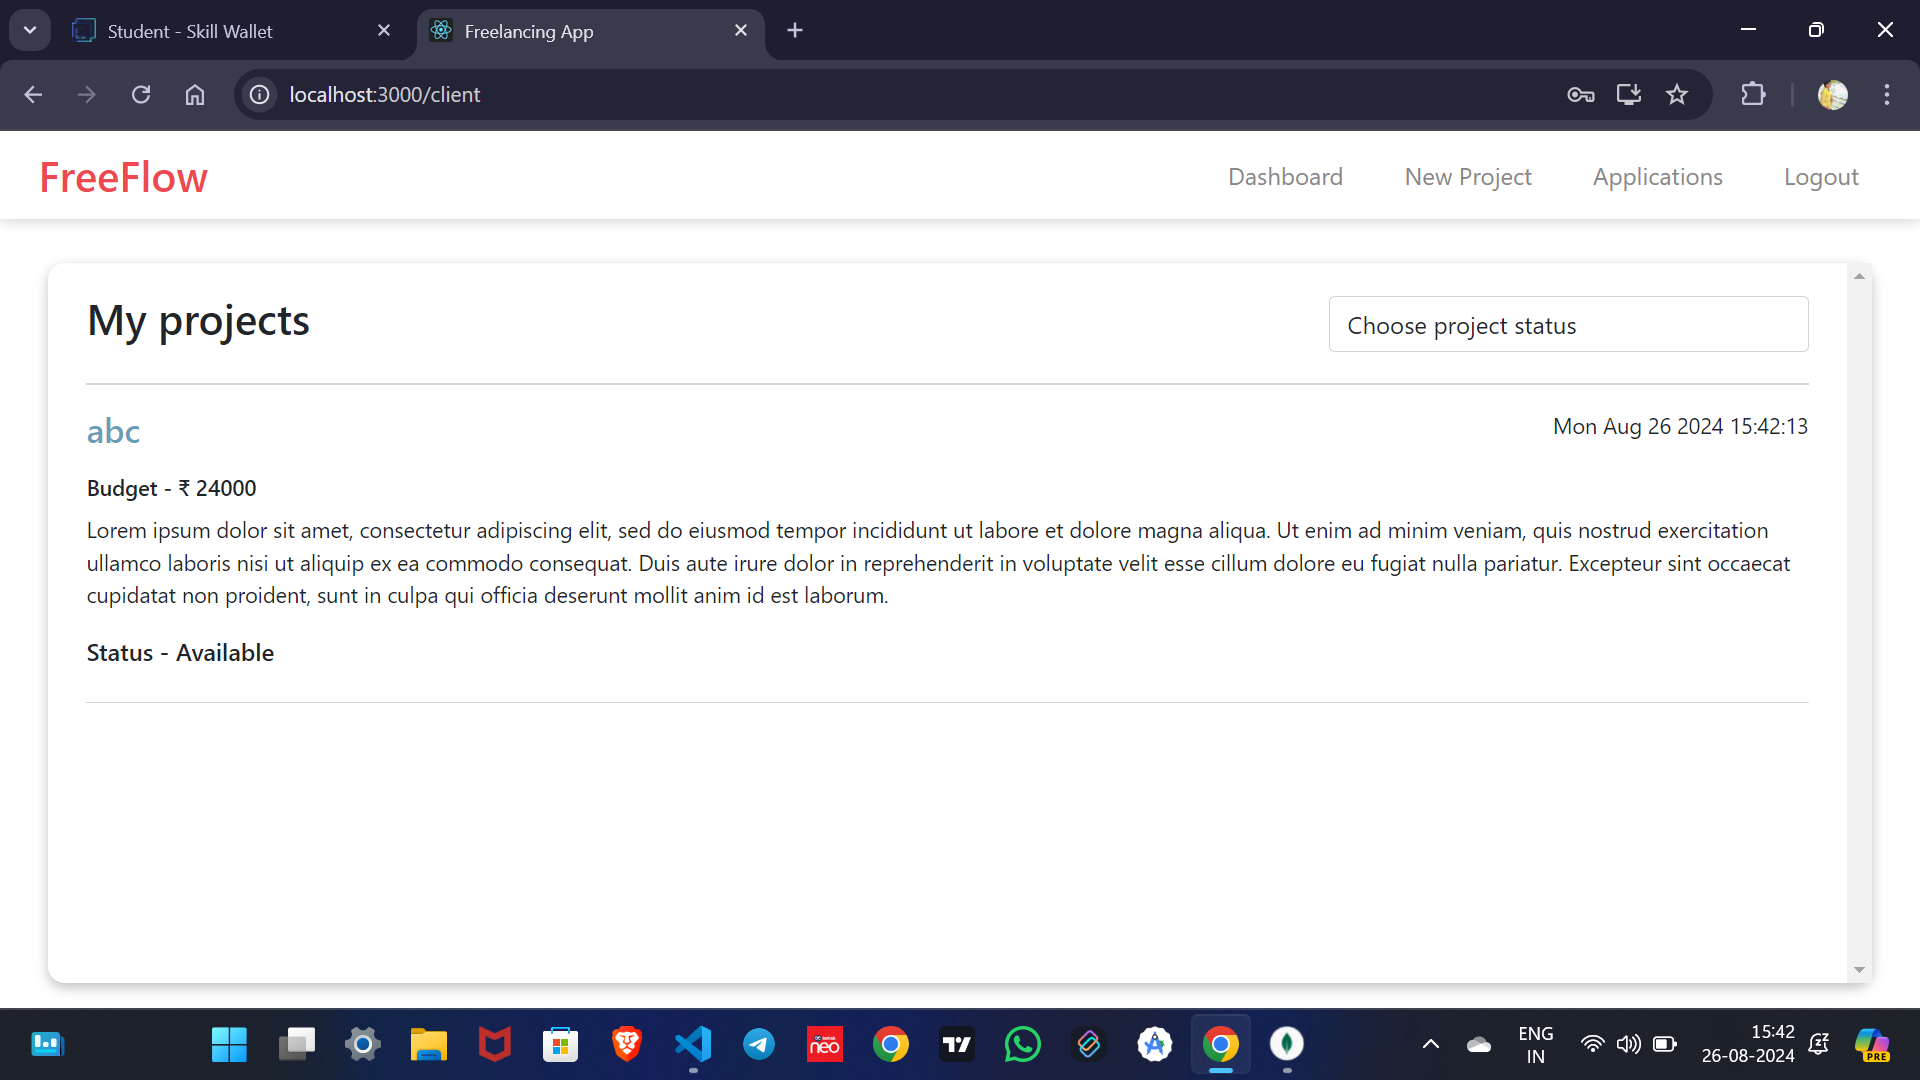 Student - Skill Wallet
Freelancing App
localhost:3000/client
FreeFlow
Dashboard
New Project
Applications
Logout
My projects
Choose project status
abc
Mon Aug 26 2024 15:42:13
Budget - ₹ 24000
Lorem ipsum dolor sit amet, consectetur adipiscing elit, sed do eiusmod tempor incididunt ut labore et dolore magna aliqua. Ut enim ad minim veniam, quis nostrud exercitation
ullamco laboris nisi ut aliquip ex ea commodo consequat. Duis aute irure dolor in reprehenderit in voluptate velit esse cillum dolore eu fugiat nulla pariatur. Excepteur sint occaecat
cupidatat non proident, sunt in culpa qui officia deserunt mollit anim id est laborum.
Status - Available
kotak
neo
ENG
IN
15:42
26-08-2024
PRE